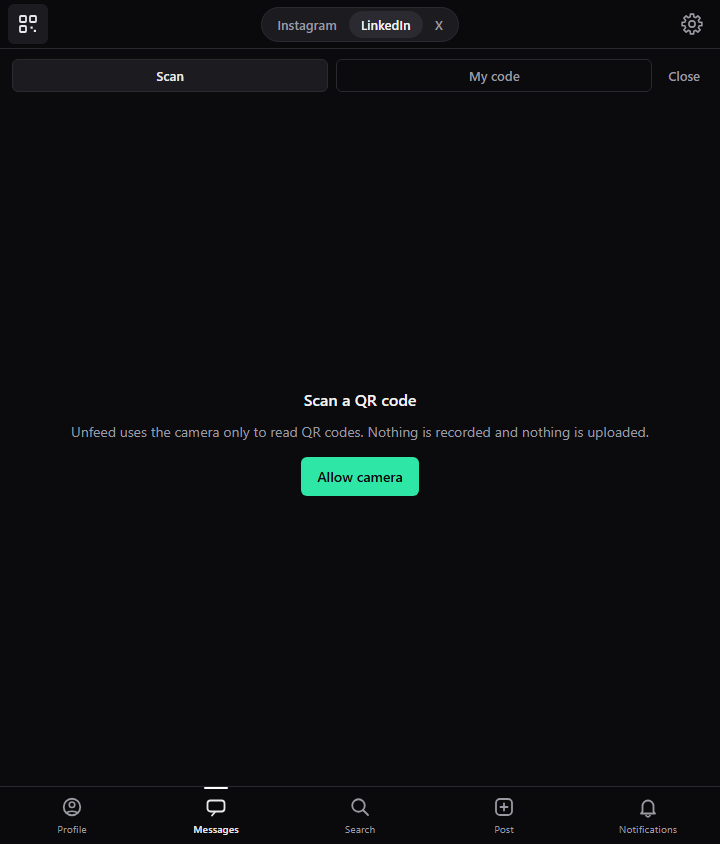 Instagram
LinkedIn
X
Scan
My code
Close
Scan a QR code
Unfeed uses the camera only to read QR codes. Nothing is recorded and nothing is uploaded.
Allow camera
Profile
Messages
Search
Post
Notifications